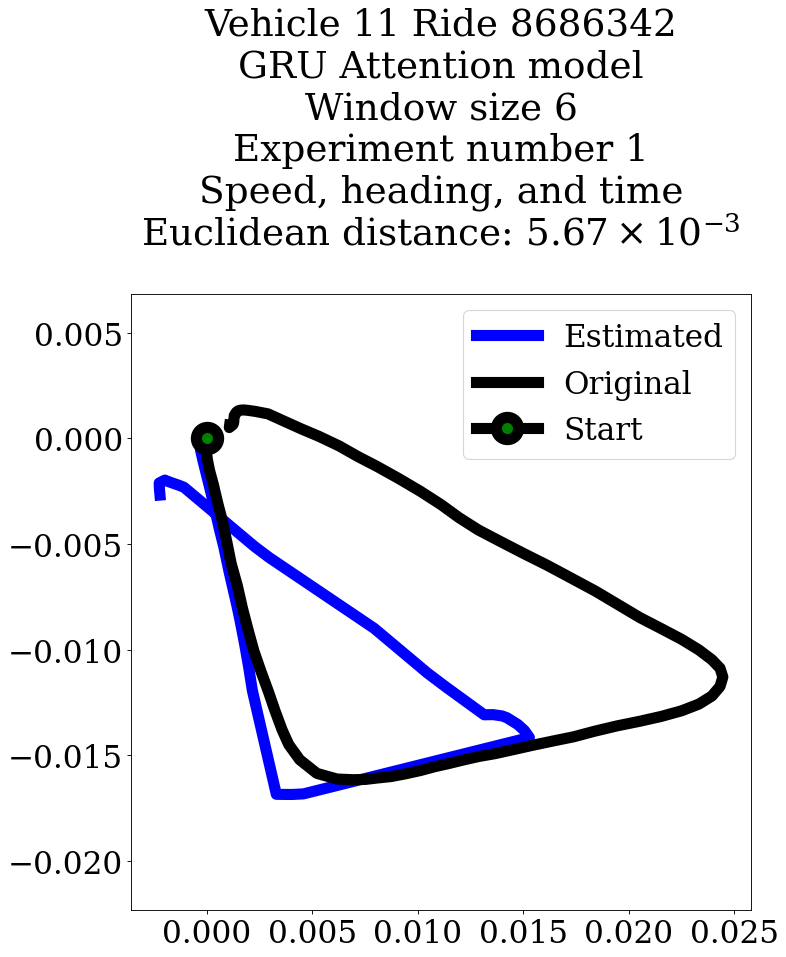 Vehicle 11 Ride 8686342
GRU Attention model
Window size 6
Experiment number 1
Speed, heading, and time
Euclidean distance: 5.67 × 10⁻³
Estimated
Original
Start
0.005
0.000
−0.005
−0.010
−0.015
−0.020
0.000 0.005 0.010 0.015 0.020 0.025